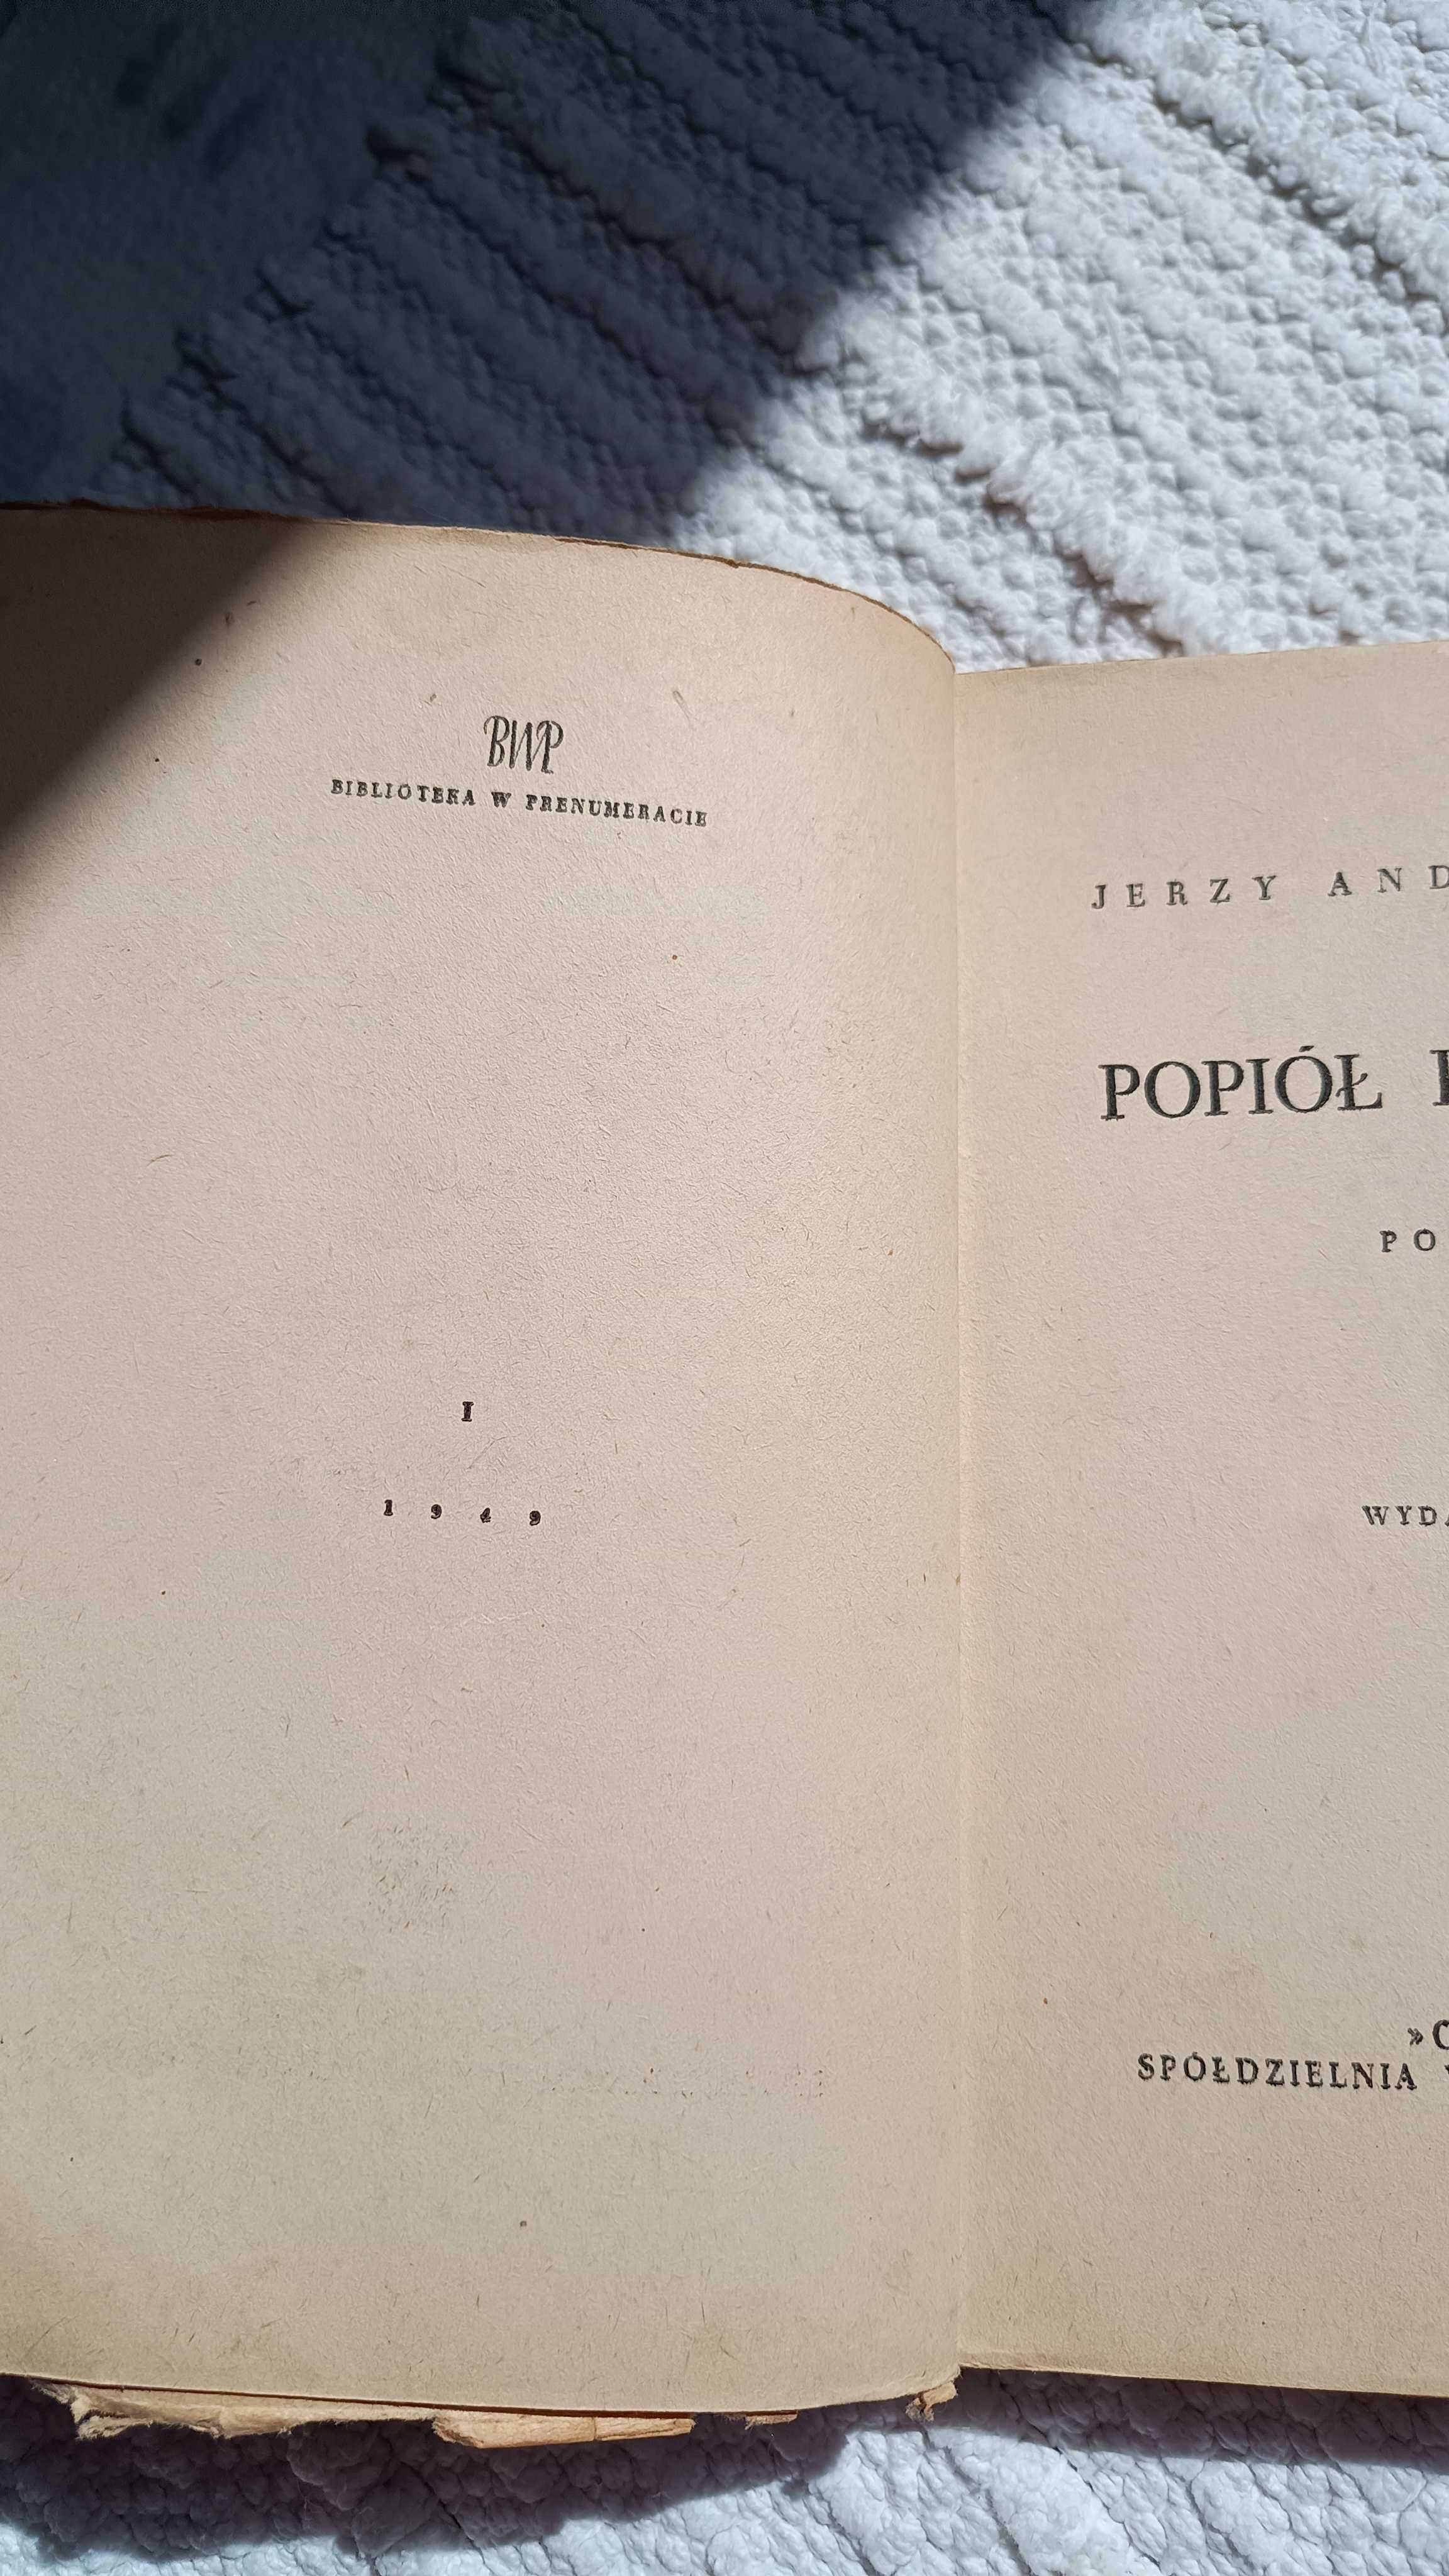 BWP
BIBLIOTEKA W PRENUMERACIE
I
1949
JERZY AND
POPIÓŁ
PO
WYDA
»C
SPÓŁDZIELNIA